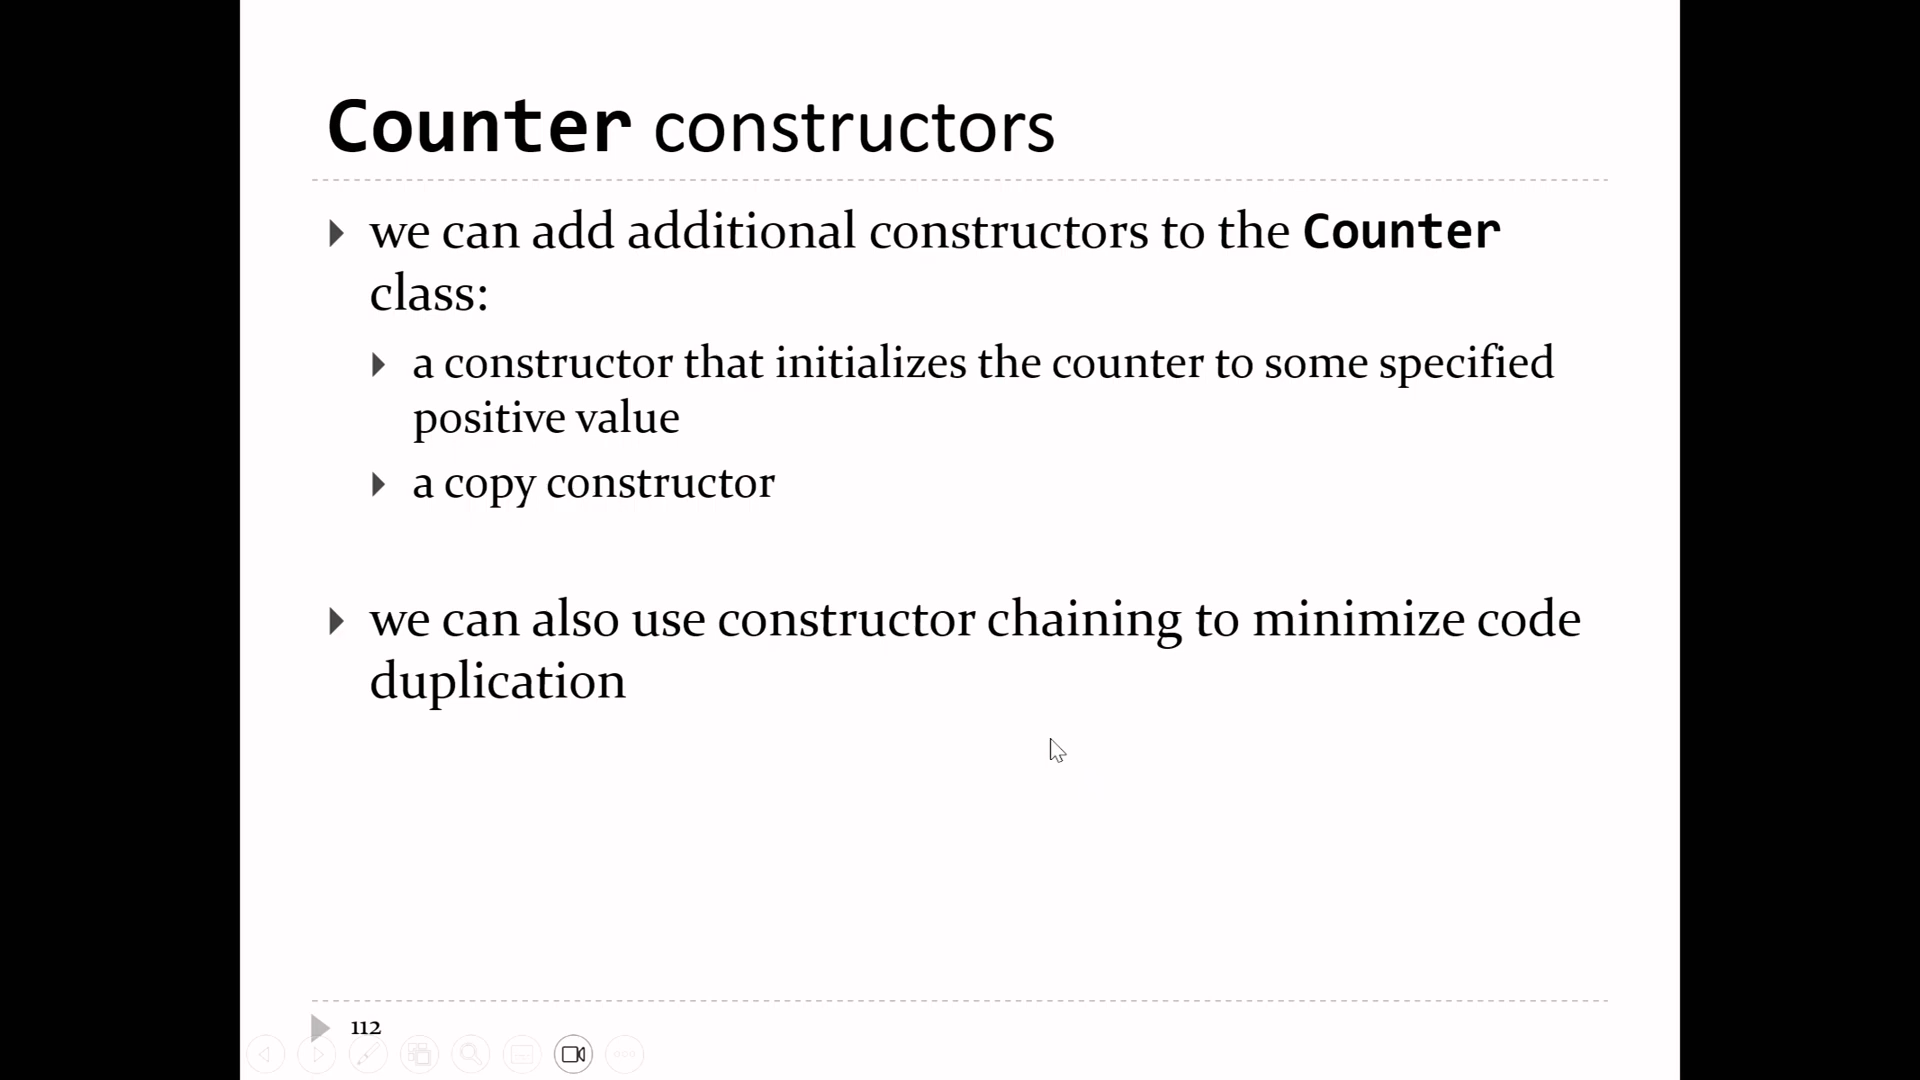 Counter constructors
we can add additional constructors to the Counter
class:
a constructor that initializes the counter to some specified
positive value
a copy constructor
we can also use constructor chaining to minimize code
duplication
112